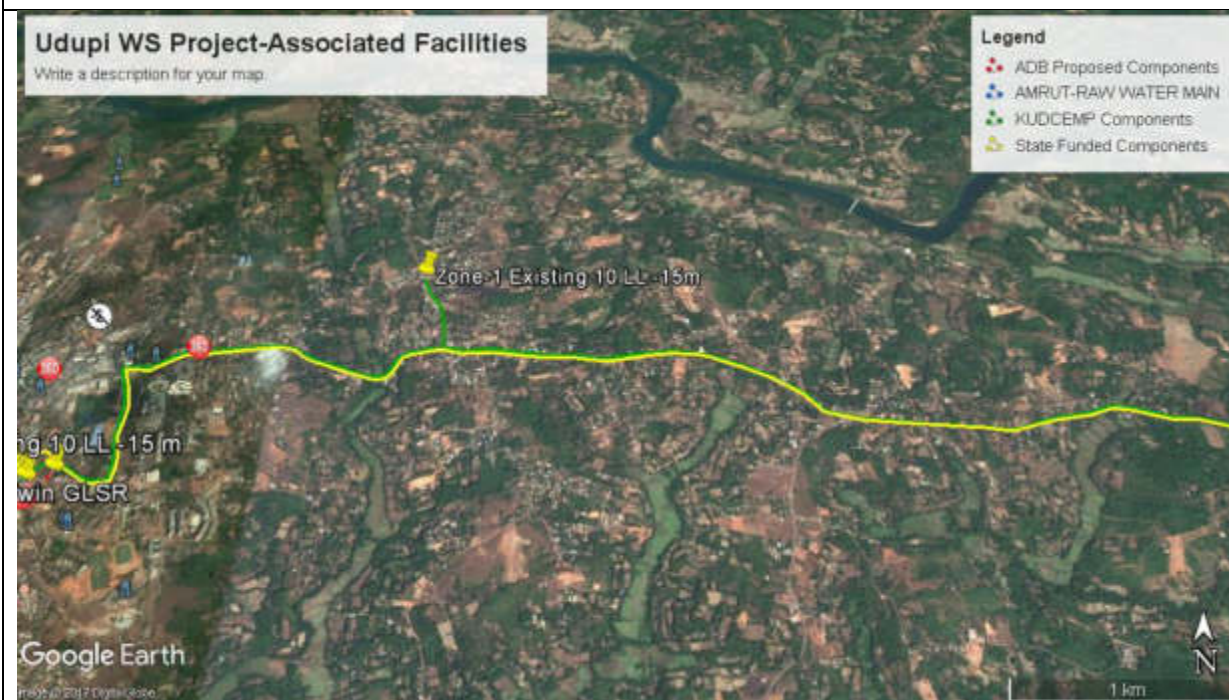 Udupi WS Project-Associated Facilities
Write a description for your map.
Legend
ADB Proposed Components
AMRUT-RAW WATER MAIN
KUDCEMP Components
State Funded Components
Zone-1 Existing 10 LL -15m
ng 10 LL -15 m
win GLSR
Google Earth
N
1 km